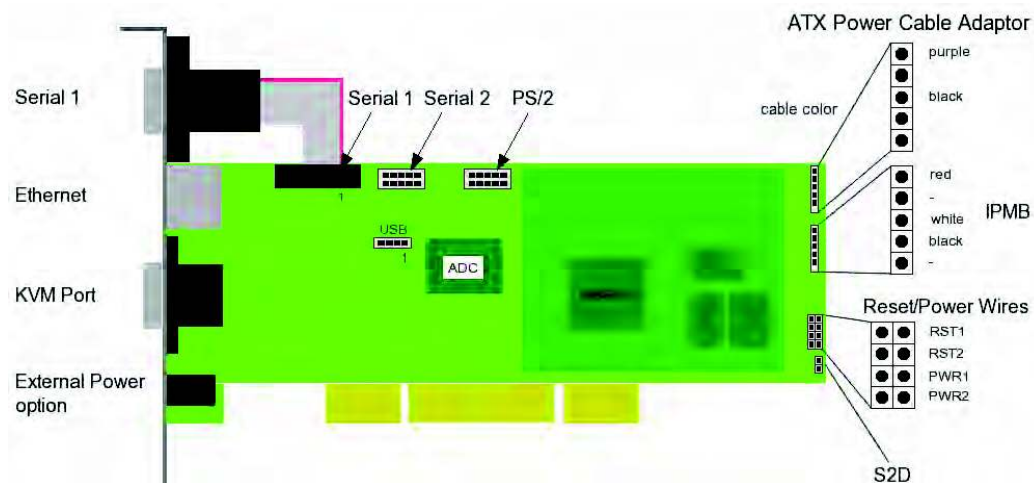 ATX Power Cable Adaptor
purple
black
cable color
Serial 1
Serial 1
Serial 2
PS/2
1
Ethernet
red
-
white
black
-
IPMB
USB
1
ADC
KVM Port
Reset/Power Wires
RST1
RST2
PWR1
PWR2
External Power
option
S2D